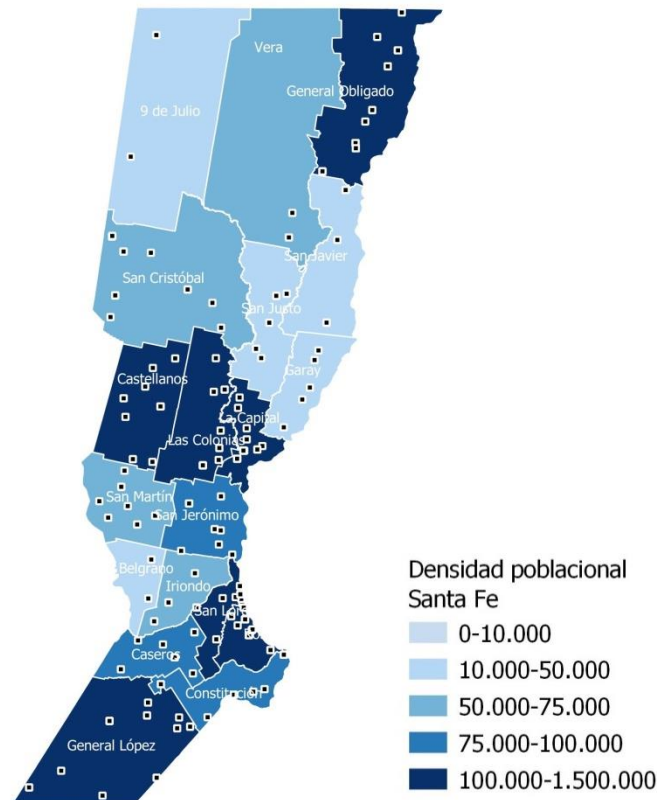 Vera
General Obligado
9 de Julio
San Javier
San Cristóbal
San Justo
Garay
Castellanos
La Capital
Las Colonias
San Martín
San Jerónimo
Belgrano
Iriondo
San
Caseros
Constitución
General López
Densidad poblacional
Santa Fe
0-10.000
10.000-50.000
50.000-75.000
75.000-100.000
100.000-1.500.000